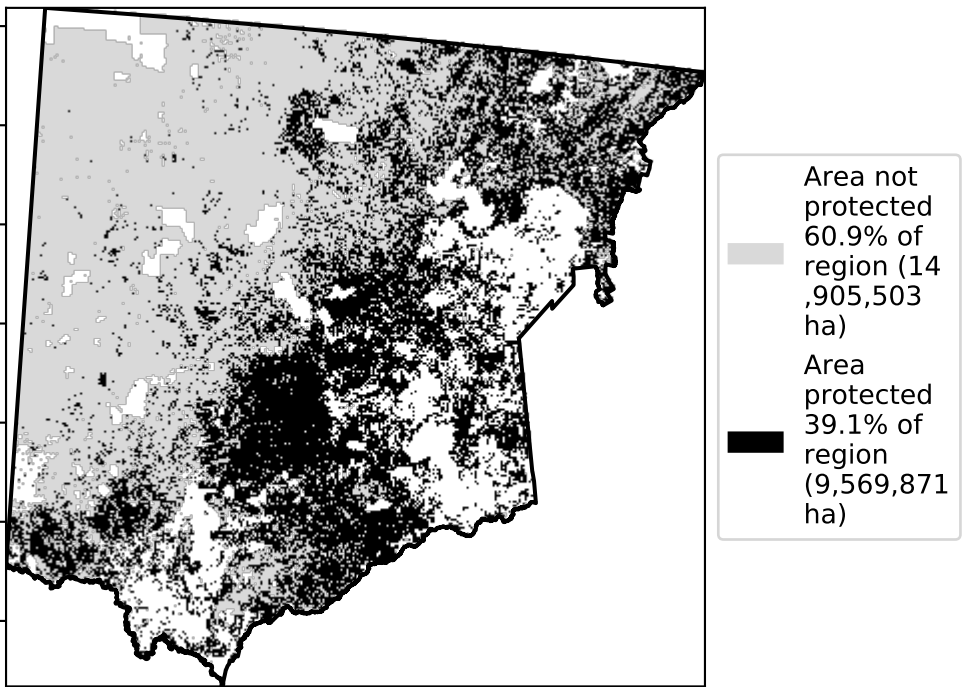 Area not
protected
60.9% of
region (14
,905,503
ha)
Area
protected
39.1% of
region
(9,569,871
ha)